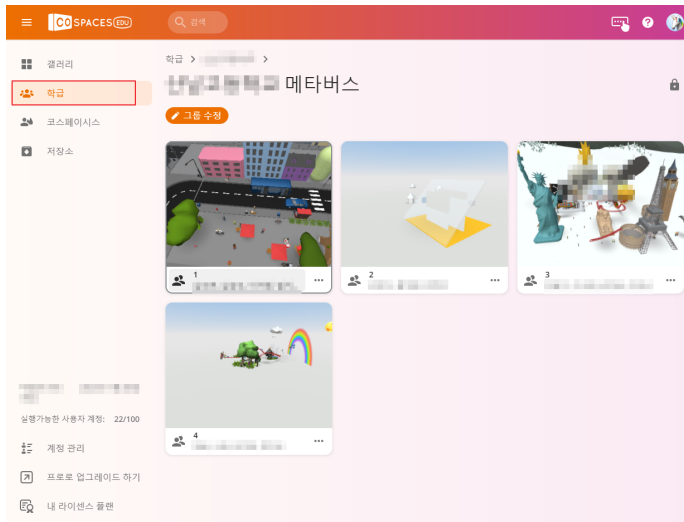 COSPACES EDU
검색
갤러리
학급
코스페이시스
저장소
학급 > >
메타버스
그룹 수정
1
2
3
4
실행가능한 사용자 계정: 22/100
계정 관리
프로로 업그레이드 하기
내 라이센스 플랜